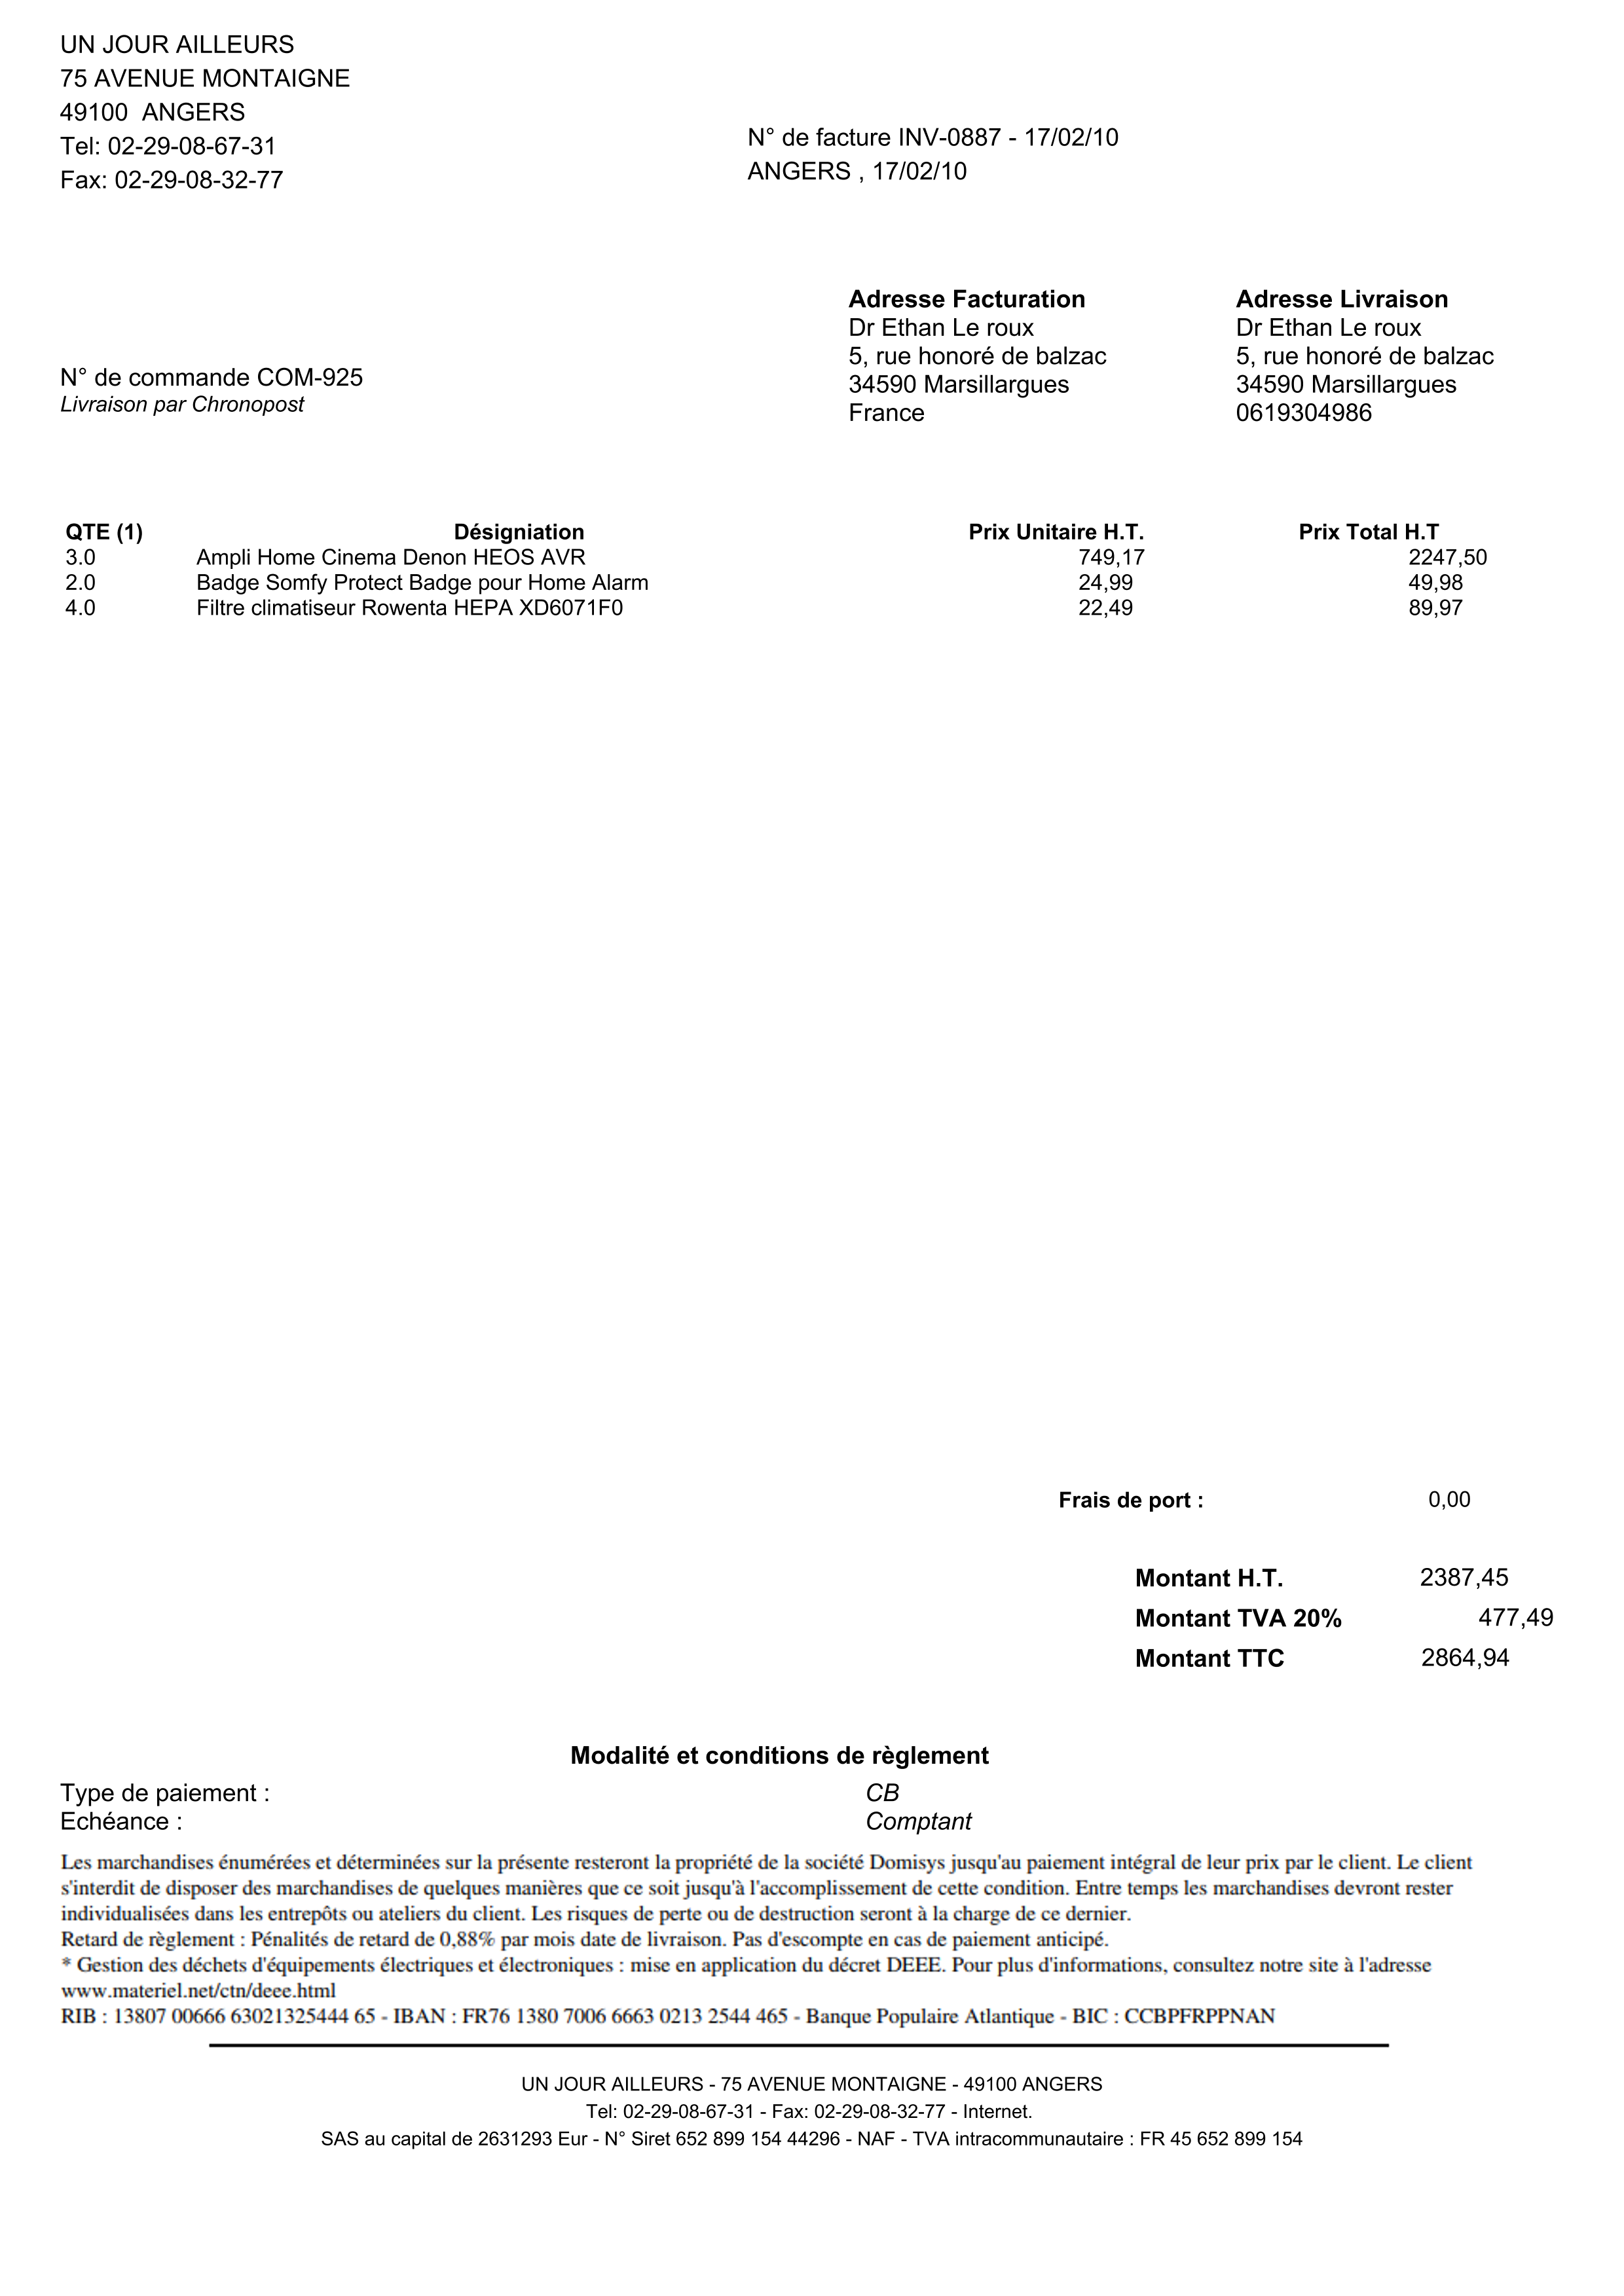 UN JOUR AILLEURS
75 AVENUE MONTAIGNE
49100  ANGERS
Tel: 02-29-08-67-31
Fax: 02-29-08-32-77
N° de facture INV-0887 - 17/02/10
ANGERS , 17/02/10
N° de commande COM-925
Livraison par Chronopost
Adresse Facturation
Dr Ethan Le roux
5, rue honoré de balzac
34590 Marsillargues
France
Adresse Livraison
Dr Ethan Le roux
5, rue honoré de balzac
34590 Marsillargues
0619304986
QTE (1) Désigniation Prix Unitaire H.T. Prix Total H.T
3.0 Ampli Home Cinema Denon HEOS AVR 749,17 2247,50
2.0 Badge Somfy Protect Badge pour Home Alarm 24,99 49,98
4.0 Filtre climatiseur Rowenta HEPA XD6071F0 22,49 89,97
Frais de port : 0,00
Montant H.T. 2387,45
Montant TVA 20% 477,49
Montant TTC 2864,94
Modalité et conditions de règlement
Type de paiement : CB
Echéance : Comptant
Les marchandises énumérées et déterminées sur la présente resteront la propriété de la société Domisys jusqu'au paiement intégral de leur prix par le client. Le client
s'interdit de disposer des marchandises de quelques manières que ce soit jusqu'à l'accomplissement de cette condition. Entre temps les marchandises devront rester
individualisées dans les entrepôts ou ateliers du client. Les risques de perte ou de destruction seront à la charge de ce dernier.
Retard de règlement : Pénalités de retard de 0,88% par mois date de livraison. Pas d'escompte en cas de paiement anticipé.
* Gestion des déchets d'équipements électriques et électroniques : mise en application du décret DEEE. Pour plus d'informations, consultez notre site à l'adresse
www.materiel.net/ctn/deee.html
RIB : 13807 00666 63021325444 65 - IBAN : FR76 1380 7006 6663 0213 2544 465 - Banque Populaire Atlantique - BIC : CCBPFRPPNAN
UN JOUR AILLEURS - 75 AVENUE MONTAIGNE - 49100 ANGERS
Tel: 02-29-08-67-31 - Fax: 02-29-08-32-77 - Internet.
SAS au capital de 2631293 Eur - N° Siret 652 899 154 44296 - NAF - TVA intracommunautaire : FR 45 652 899 154